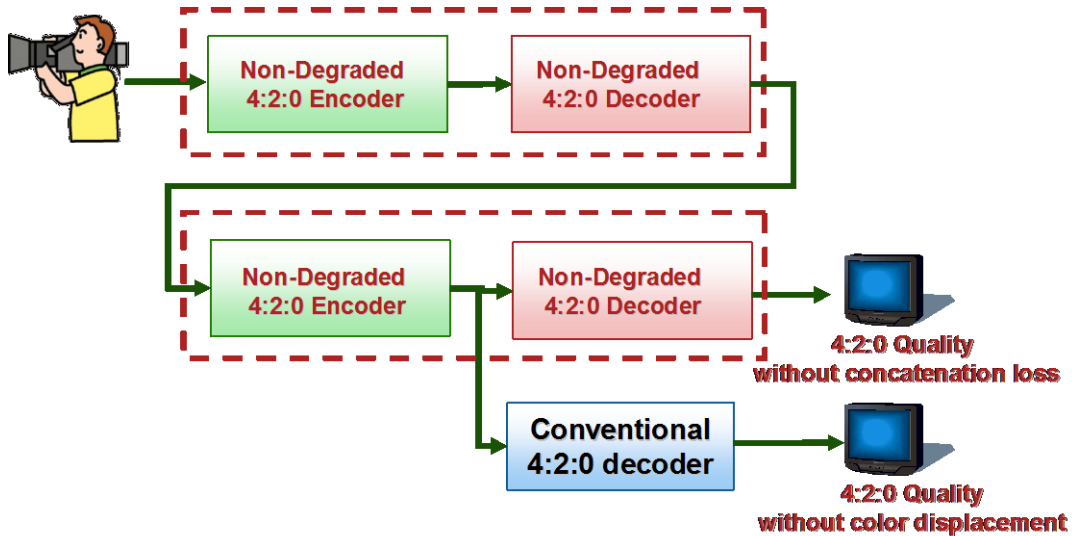 Non-Degraded
4:2:0 Encoder
Non-Degraded
4:2:0 Decoder
Non-Degraded
4:2:0 Encoder
Non-Degraded
4:2:0 Decoder
4:2:0 Quality
without concatenation loss
Conventional
4:2:0 decoder
4:2:0 Quality
without color displacement